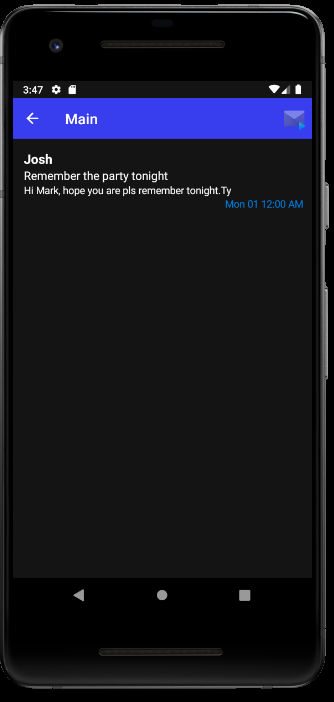 3:47
Main
Josh
Remember the party tonight
Hi Mark, hope you are pls remember tonight.Ty
Mon 01 12:00 AM